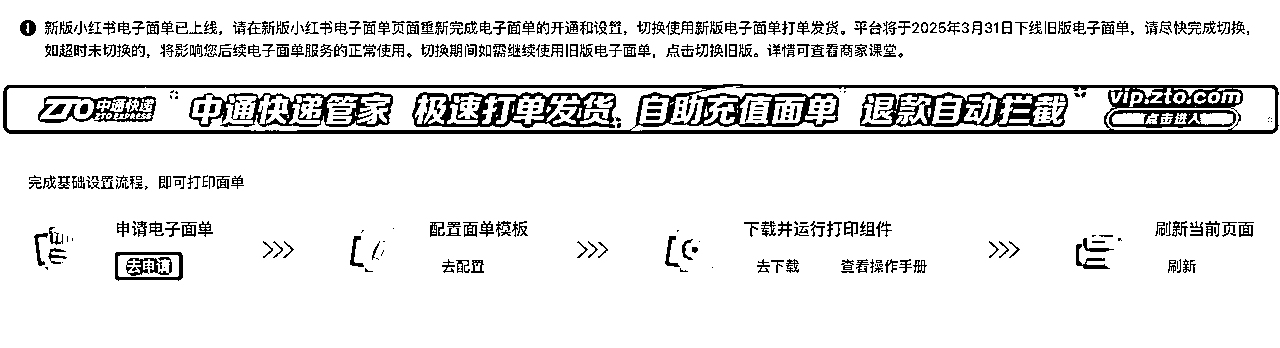 新版小红书电子面单已上线，请在新版小红书电子面单页面重新完成电子面单的开通和设置，切换使用新版电子面单打单发货。平台将于2025年3月31日下线旧版电子面单，请尽快完成切换，
如超时未切换的，将影响您后续电子面单服务的正常使用。切换期间如需继续使用旧版电子面单，点击切换旧版。详情可查看商家课堂。
ZTO中通快递 ZTO EXPRESS 中通快递管家 极速打单发货 自助充值面单 退款自动拦截 vip.zto.com
点击进入
完成基础设置流程，即可打印面单
申请电子面单 >>> 配置面单模板 >>> 下载并运行打印组件 >>> 刷新当前页面
去申请 去配置 去下载 查看操作手册 刷新